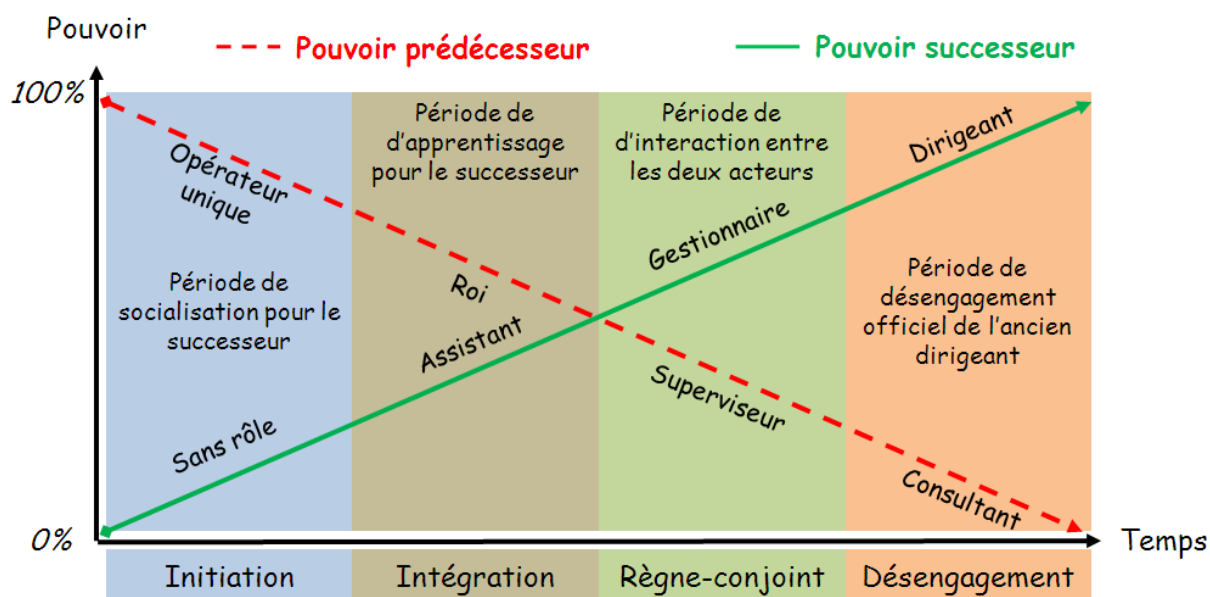 Pouvoir
Pouvoir prédécesseur
Pouvoir successeur
100%
Opérateur
unique
Période de
socialisation pour le
successeur
Sans rôle
Période de
d'apprentissage
pour le successeur
Roi
Assistant
Période de
d'interaction entre
les deux acteurs
Gestionnaire
Superviseur
Dirigeant
Période de
désengagement
officiel de l'ancien
dirigeant
Consultant
0%
Temps
Initiation
Intégration
Règne-conjoint
Désengagement